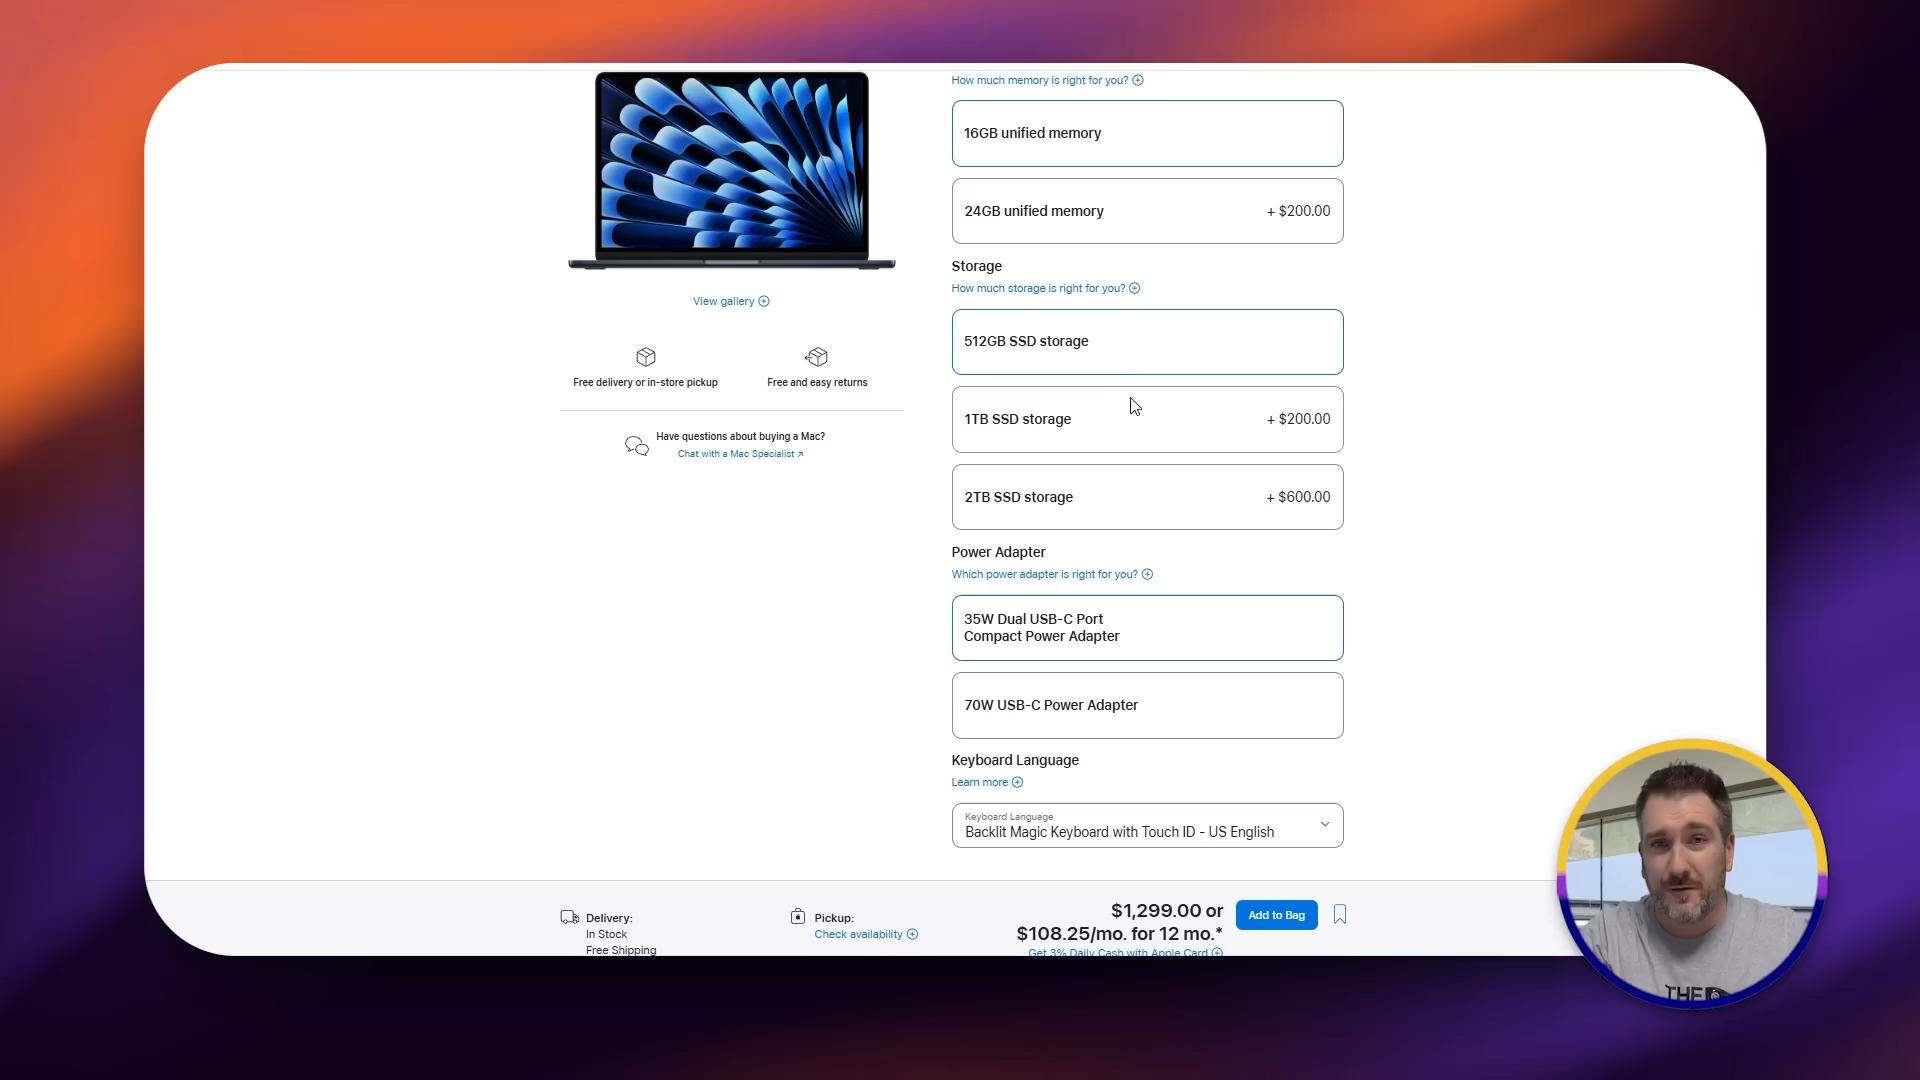 How much memory is right for you?
16GB unified memory
24GB unified memory + $200.00
Storage
How much storage is right for you?
512GB SSD storage
1TB SSD storage + $200.00
2TB SSD storage + $600.00
Power Adapter
Which power adapter is right for you?
35W Dual USB-C Port
Compact Power Adapter
70W USB-C Power Adapter
Keyboard Language
Learn more
Keyboard Language
Backlit Magic Keyboard with Touch ID - US English
View gallery
Free delivery or in-store pickup
Free and easy returns
Have questions about buying a Mac?
Chat with a Mac Specialist
Delivery:
In Stock
Free Shipping
Pickup:
Check availability
$1,299.00 or
$108.25/mo. for 12 mo.*
Get 3% Daily Cash with Apple Card
Add to Bag
THE